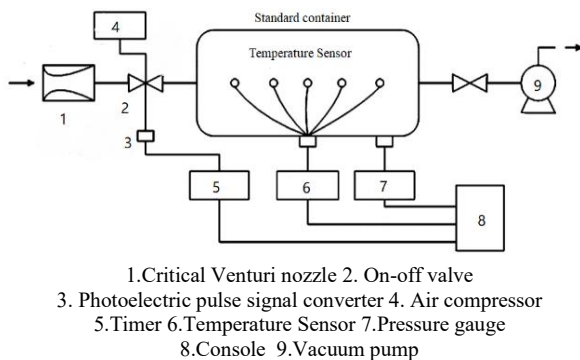 Standard container
Temperature Sensor
4
9
1
2
3
5
6
7
8
1.Critical Venturi nozzle 2. On-off valve
3. Photoelectric pulse signal converter 4. Air compressor
5.Timer 6.Temperature Sensor 7.Pressure gauge
8.Console 9.Vacuum pump